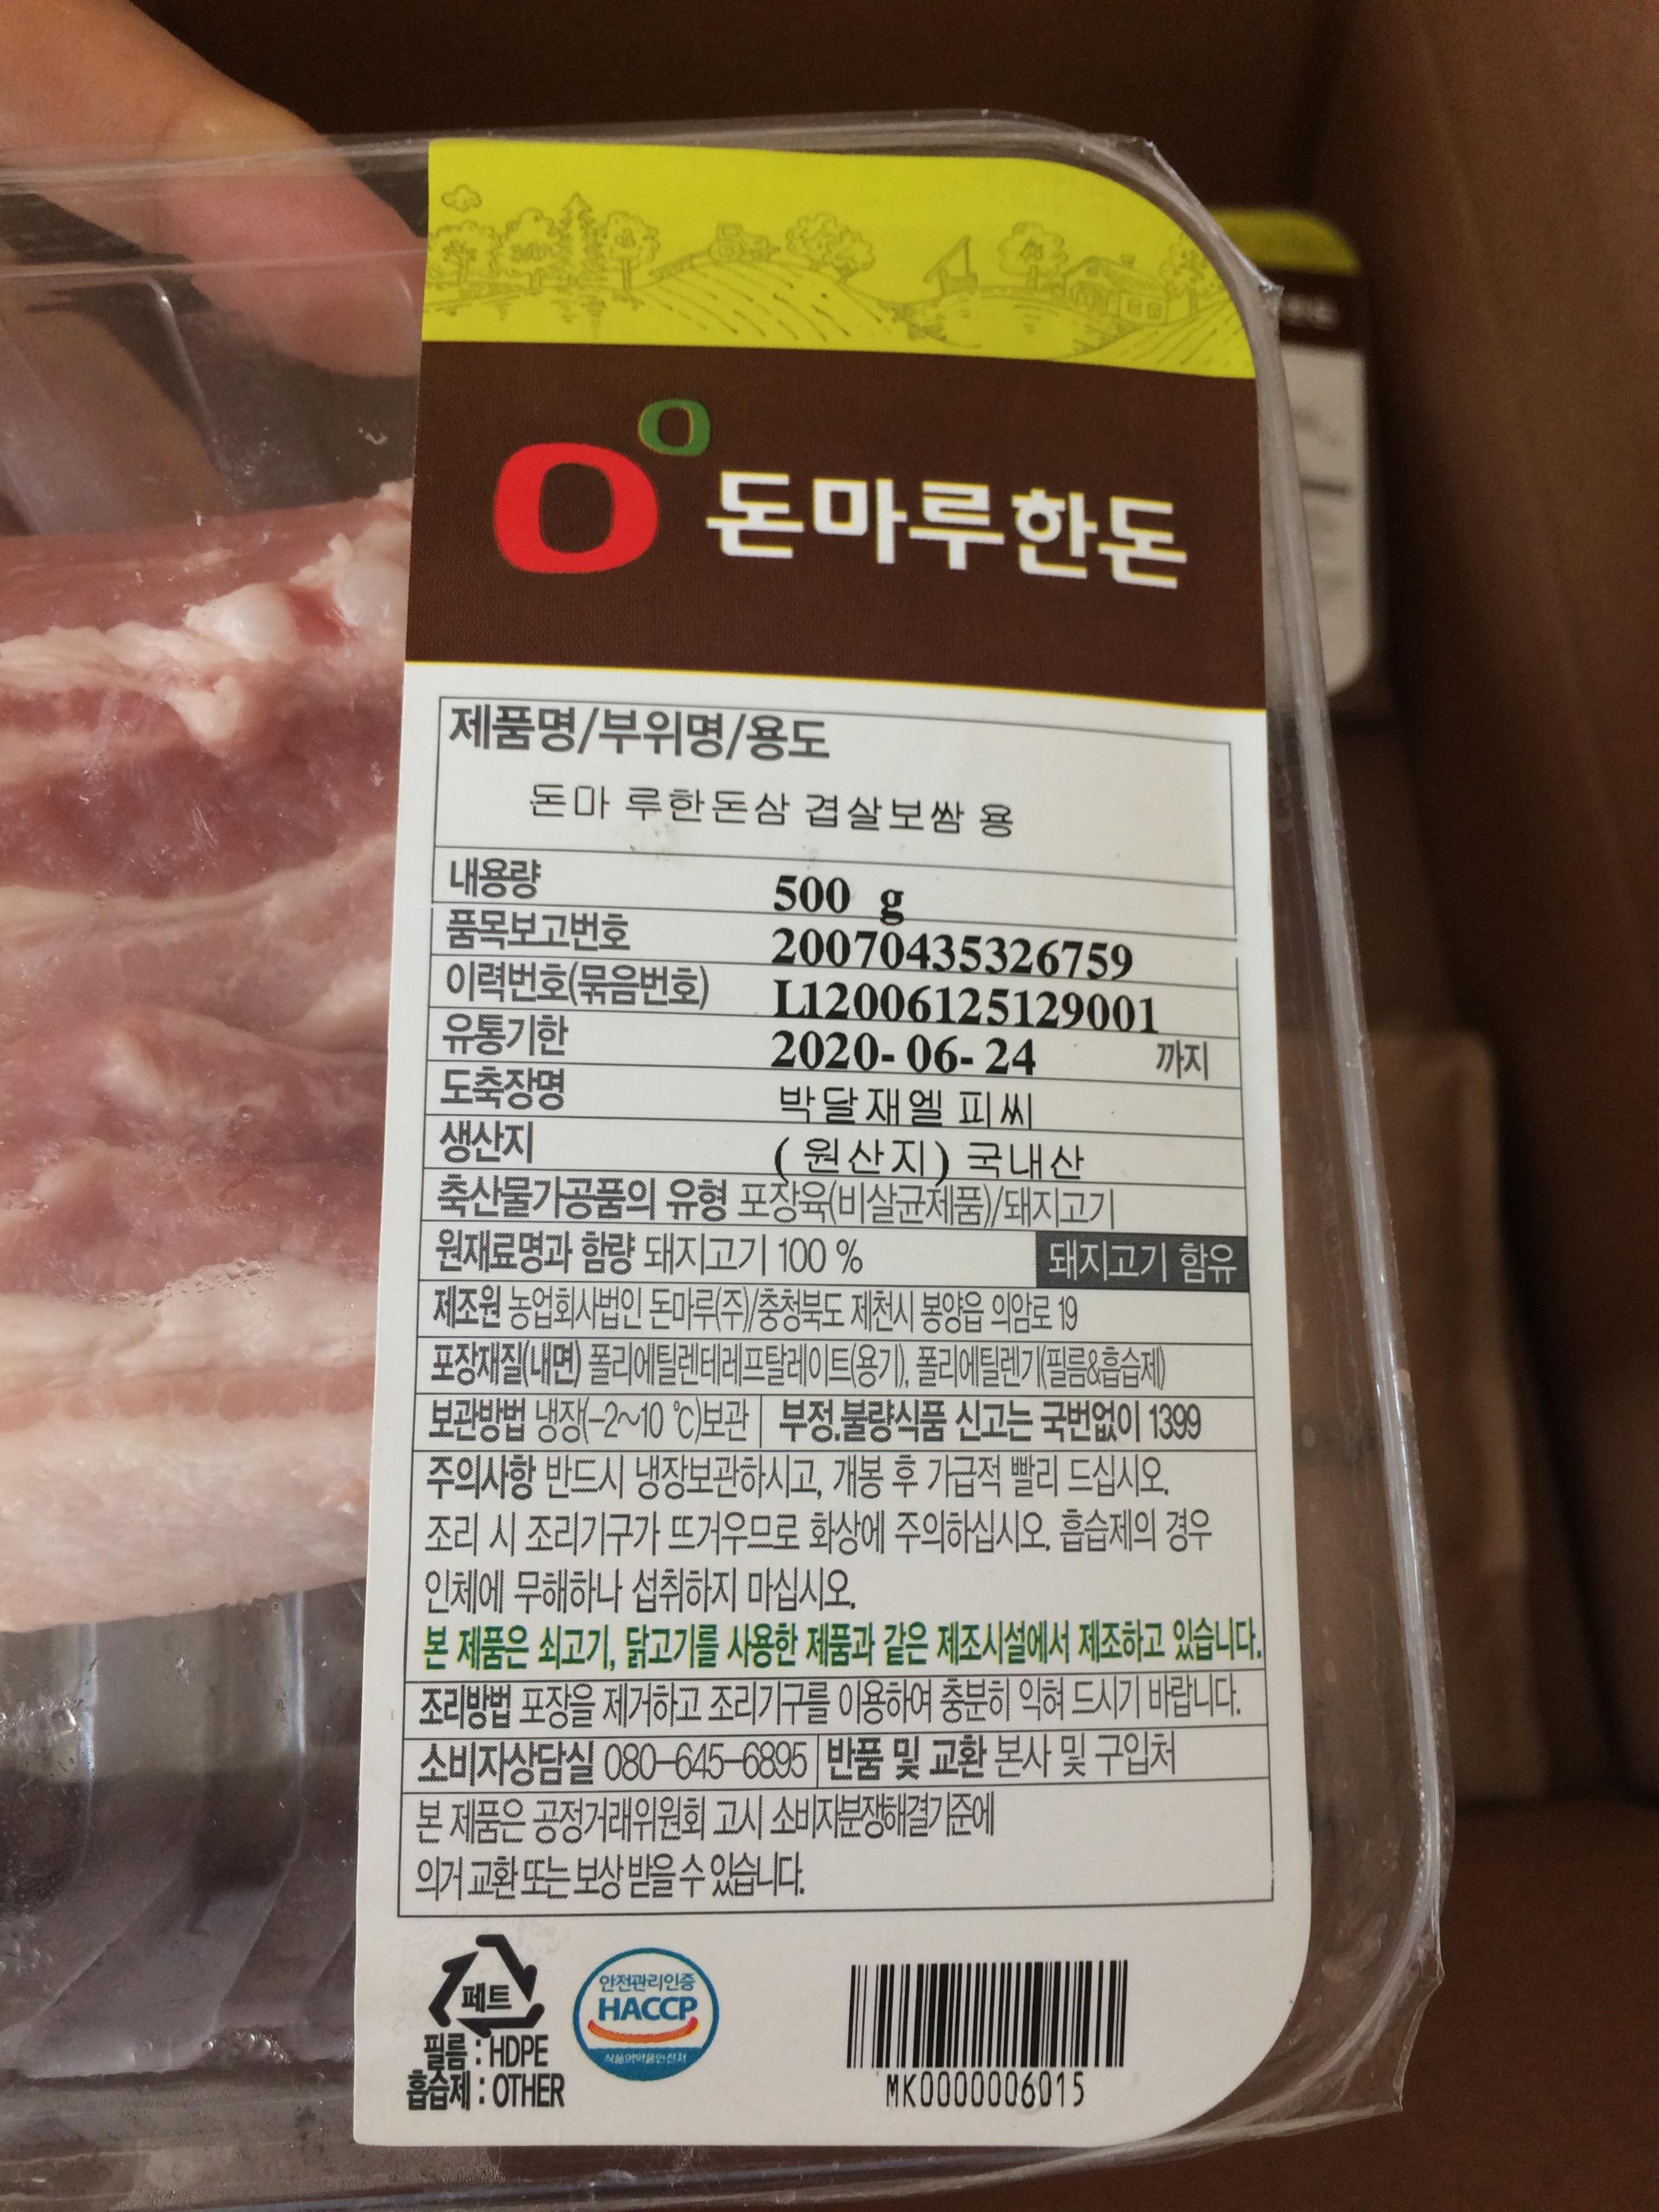 돈마루한돈
제품명/부위명/용도
돈마 루한돈삼 겹살보쌈 용
내용량 500 g
품목보고번호 20070435326759
이력번호(묶음번호) L12006125129001
유통기한 2020- 06- 24 까지
도축장명 박달재엘피씨
생산지 ( 원산지) 국내산
축산물가공품의 유형 포장육(비살균제품)/돼지고기
원재료명과 함량 돼지고기 100 % 돼지고기 함유
제조원 농업회사법인 돈마루(주)/충청북도 제천시 봉양읍 의암로 19
포장재질(내면) 폴리에틸렌테레프탈레이트(용기), 폴리에틸렌기(필름&흡습제)
보관방법 냉장(-2~10 ℃)보관 부정.불량식품 신고는 국번없이 1399
주의사항 반드시 냉장보관하시고, 개봉 후 가급적 빨리 드십시오.
조리 시 조리기구가 뜨거우므로 화상에 주의하십시오. 흡습제의 경우
인체에 무해하나 섭취하지 마십시오.
본 제품은 쇠고기, 닭고기를 사용한 제품과 같은 제조시설에서 제조하고 있습니다.
조리방법 포장을 제거하고 조리기구를 이용하여 충분히 익혀 드시기 바랍니다.
소비자상담실 080-645-6895 반품 및 교환 본사 및 구입처
본 제품은 공정거래위원회 고시 소비자분쟁해결기준에
의거 교환 또는 보상 받을 수 있습니다.
페트
필름 : HDPE
흡습제 : OTHER
안전관리인증
HACCP
식품의약품안전처
MK0000006015